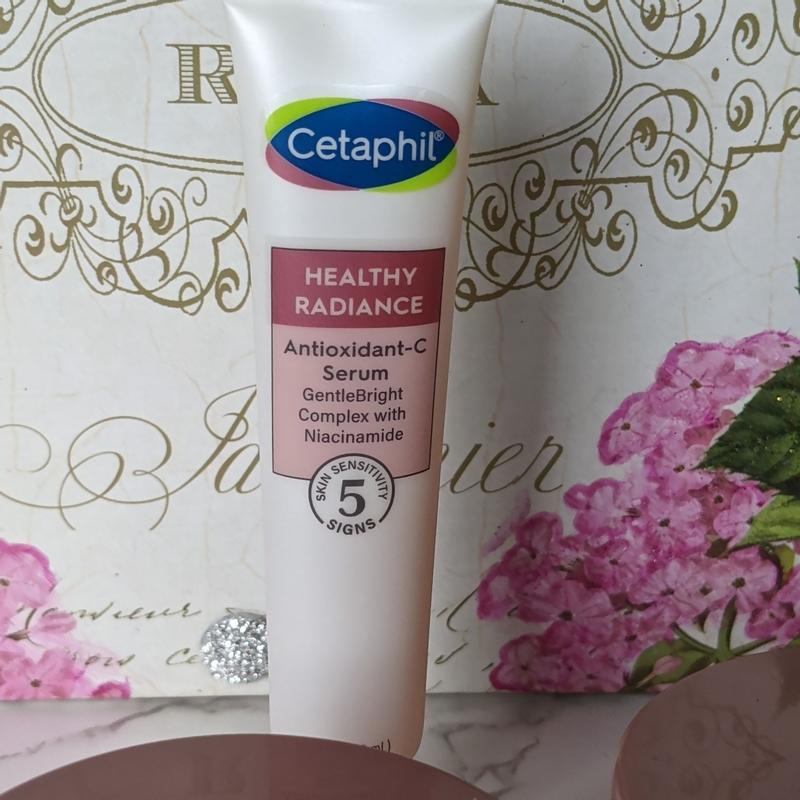 Cetaphil®
HEALTHY
RADIANCE
Antioxidant-C
Serum
GentleBright
Complex with
Niacinamide
SKIN SENSITIVITY
5
SIGNS